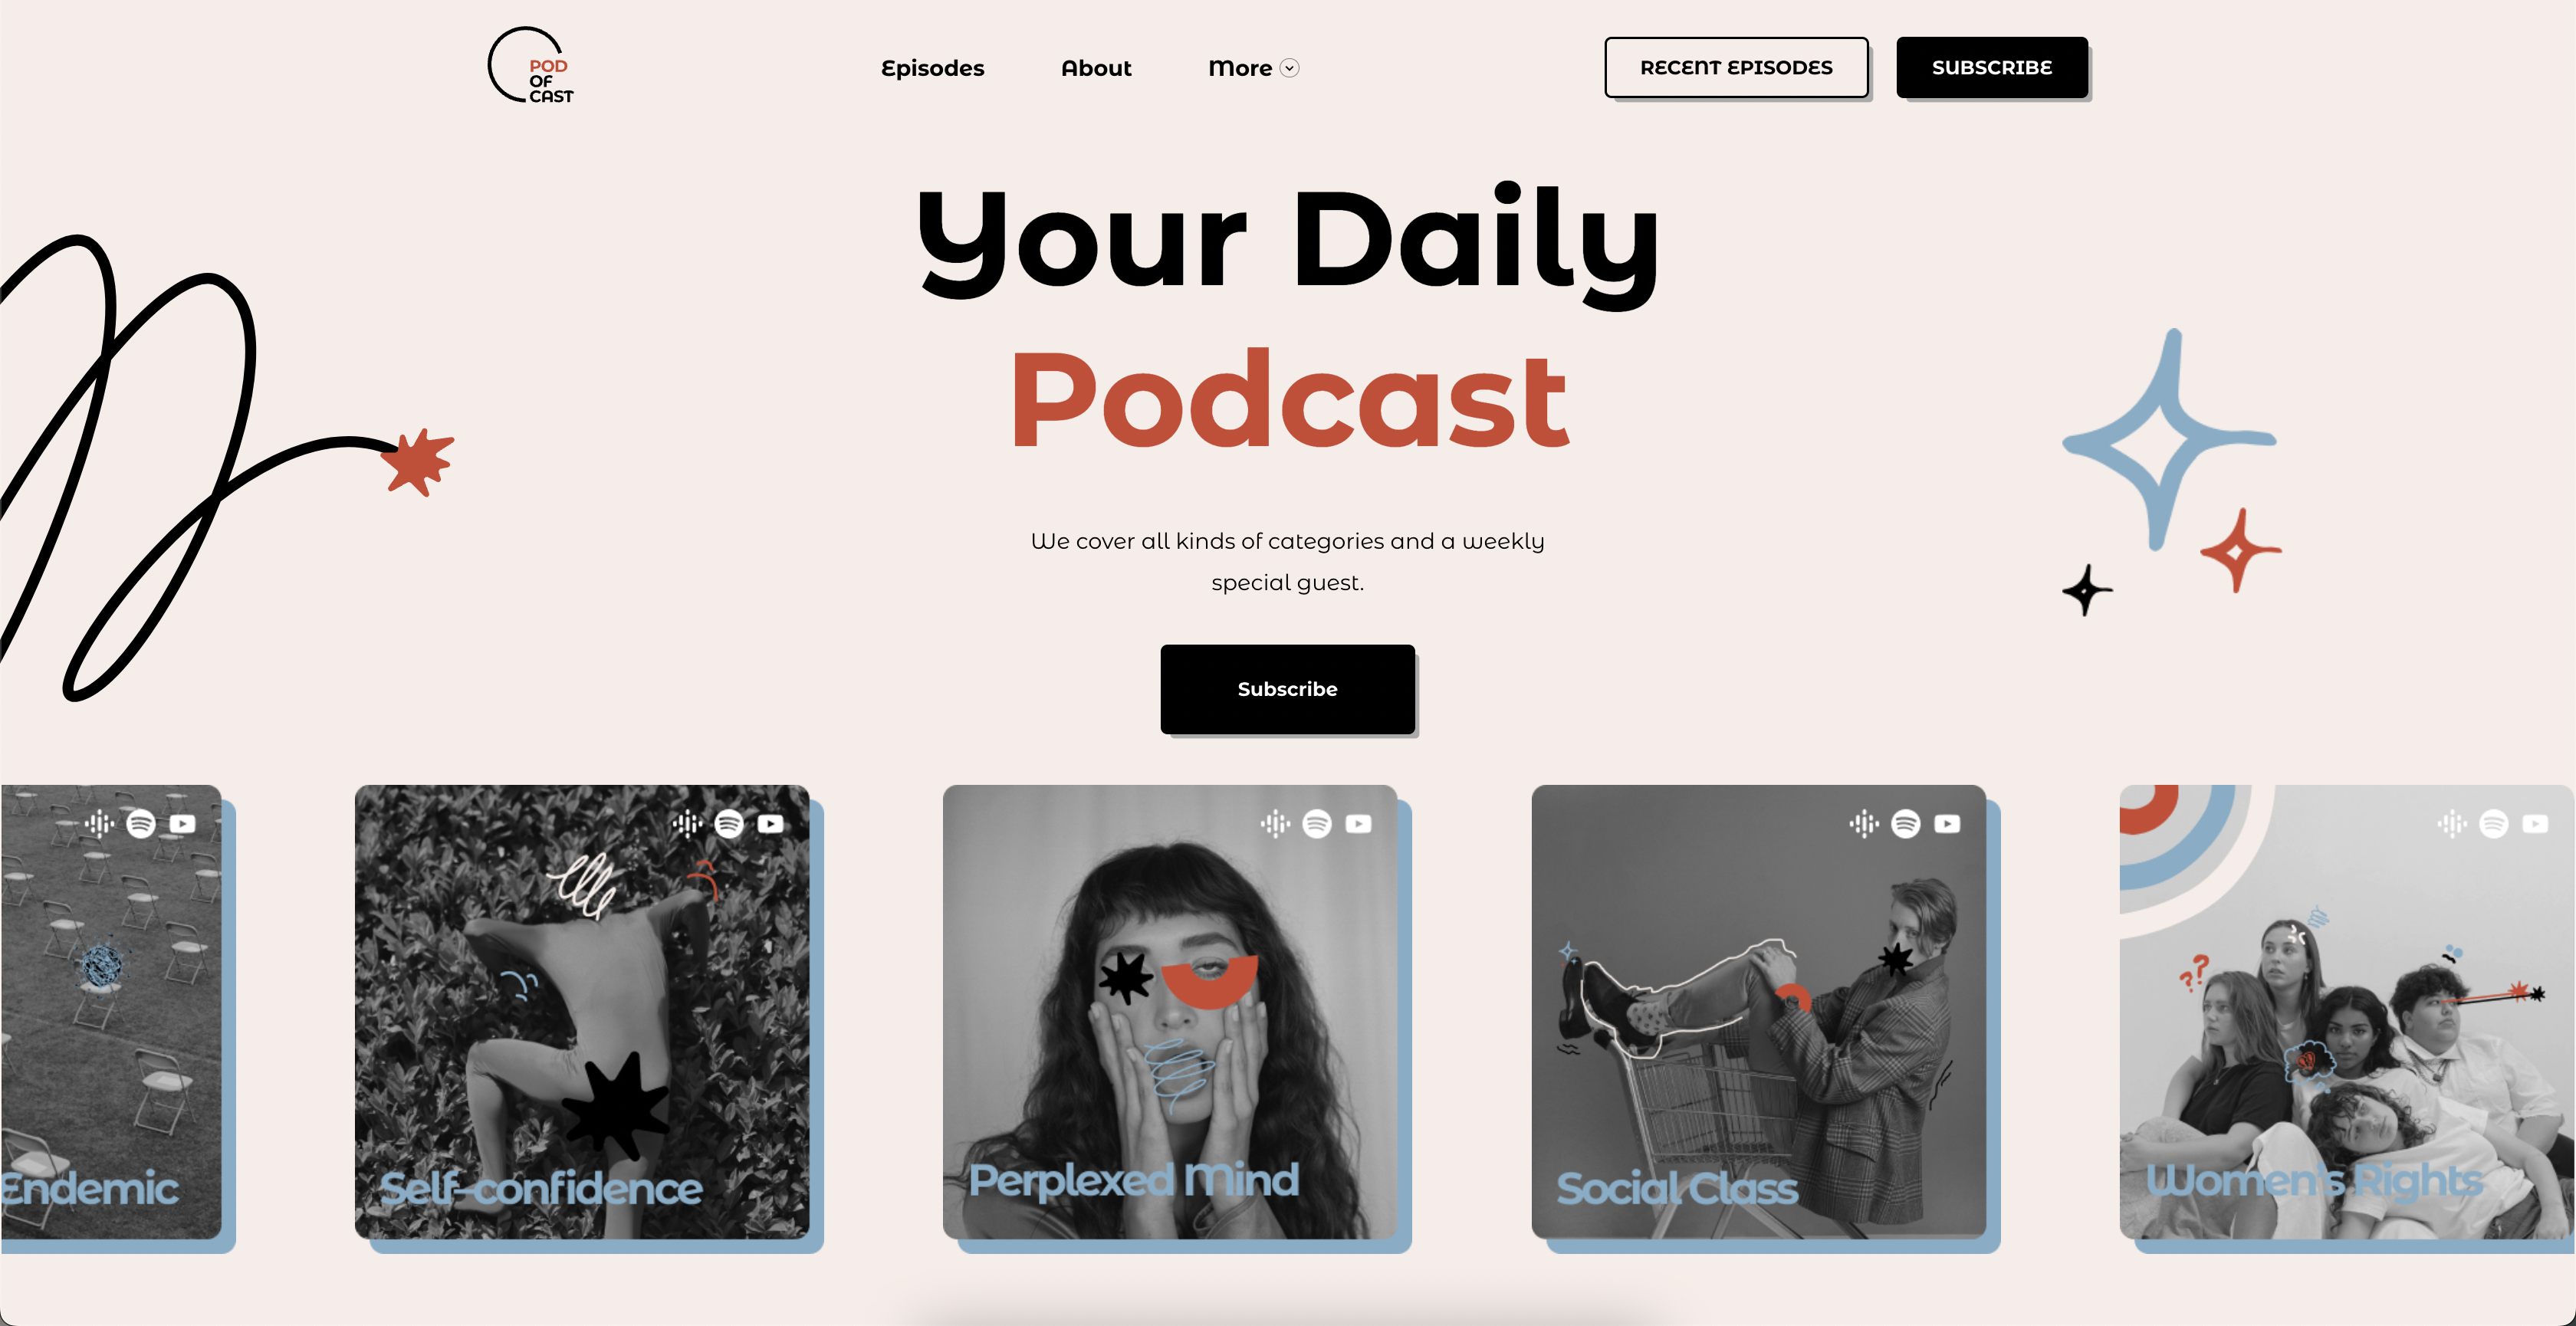 POD
OF
CAST
Episodes
About
More
RECENT EPISODES
SUBSCRIBE
Your Daily
Podcast
We cover all kinds of categories and a weekly
special guest.
Subscribe
Endemic
Self-confidence
Perplexed Mind
Social Class
Women's Rights
??